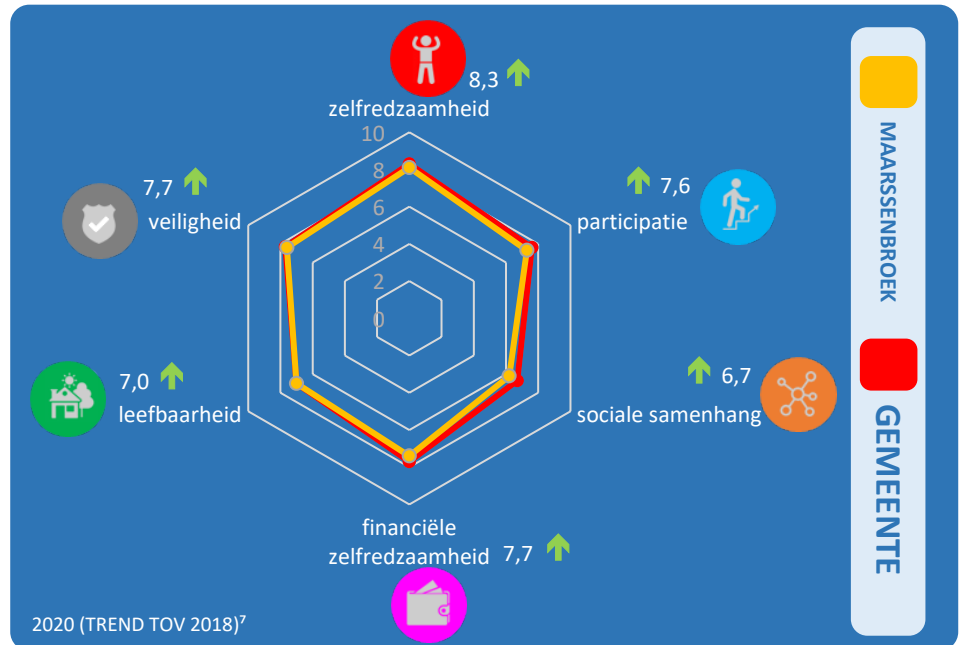 8,3
zelfredzaamheid
10
8
6
4
2
0
7,7
veiligheid
7,6
participatie
7,0
leefbaarheid
6,7
sociale samenhang
financiële
zelfredzaamheid 7,7
MAARSSENBROEK
GEMEENTE
2020 (TREND TOV 2018)⁷